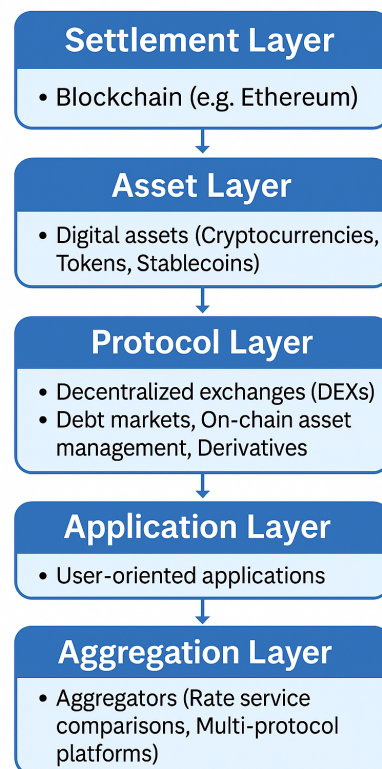 Settlement Layer
• Blockchain (e.g. Ethereum)
Asset Layer
• Digital assets (Cryptocurrencies,
Tokens, Stablecoins)
Protocol Layer
• Decentralized exchanges (DEXs)
• Debt markets, On-chain asset
management, Derivatives
Application Layer
• User-oriented applications
Aggregation Layer
• Aggregators (Rate service
comparisons, Multi-protocol
platforms)